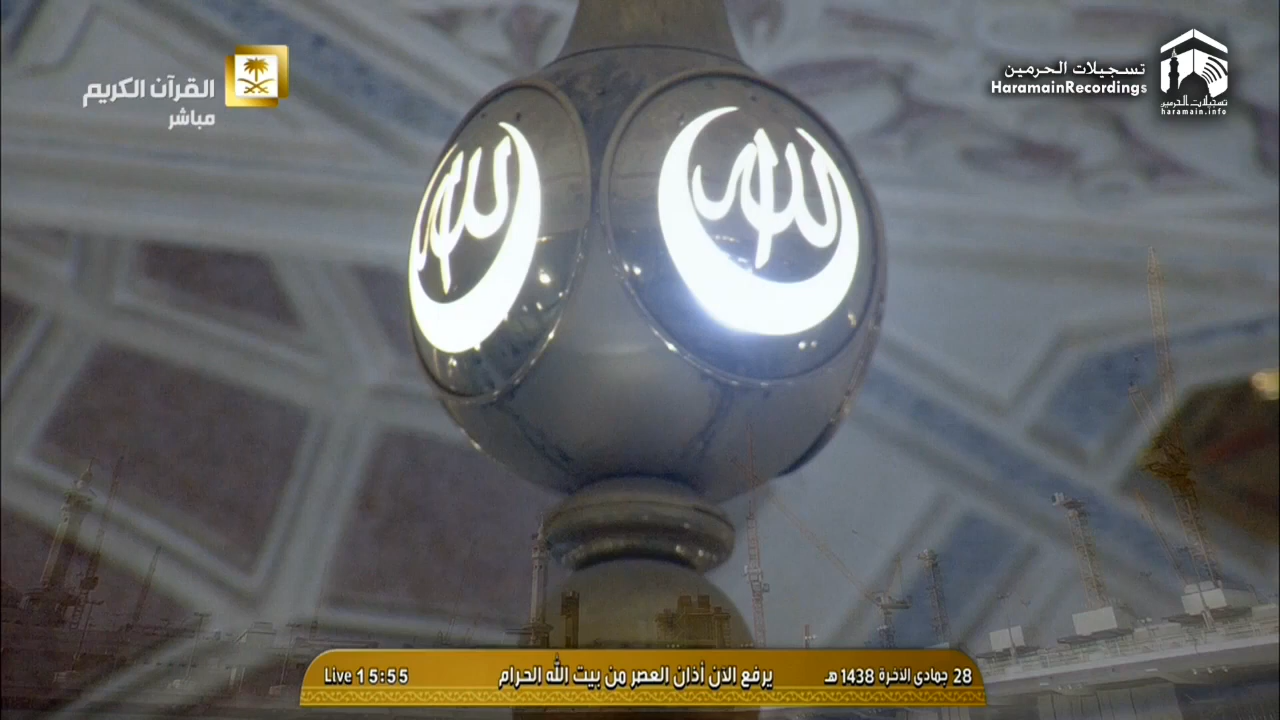 القرآن الكريم
مباشر
تسجيلات الحرمين
HaramainRecordings
تسجيلات الحرمين
haramain.info
الله
الله
28 جمادى الآخرة 1438 هـ
يرفع الآن أذان العصر من بيت الله الحرام
Live 15:55